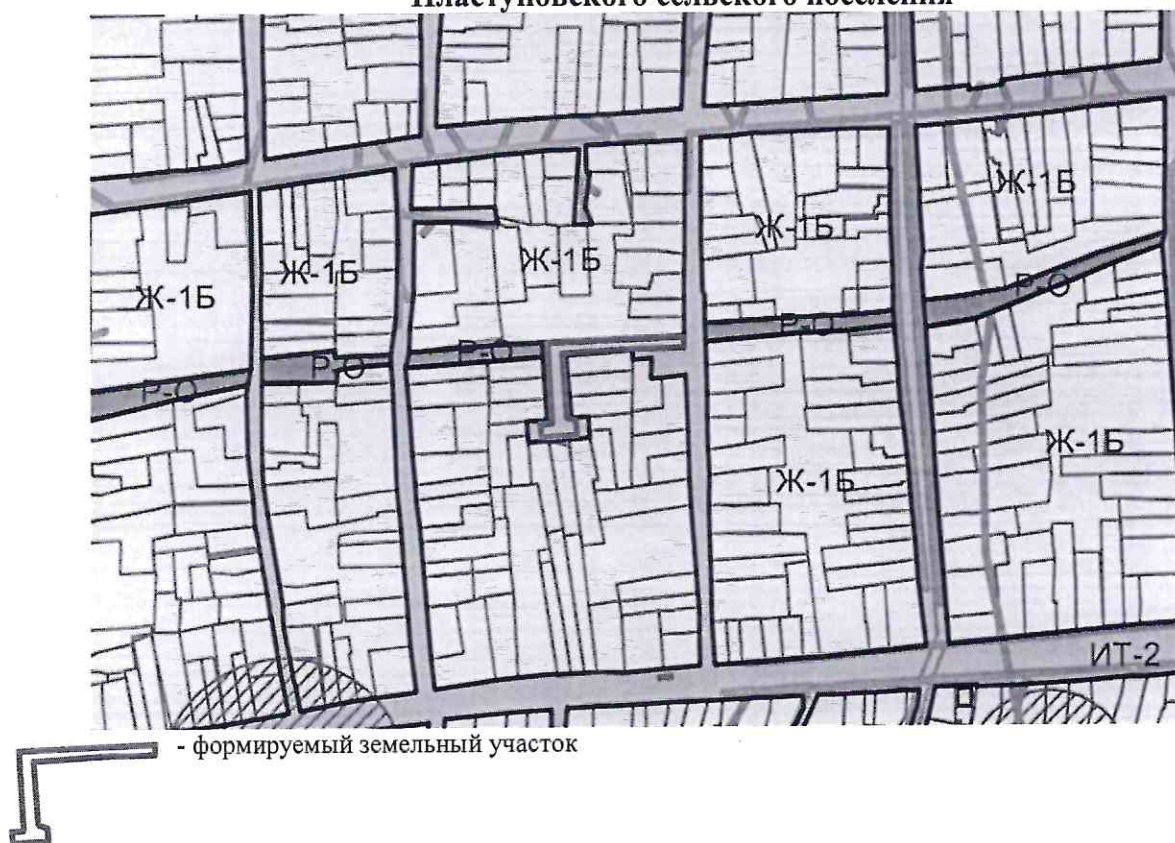 Пластуновского сельского поселения
Ж-1Б
Ж-1Б
Ж-1Б
Ж-1Б
Ж-1Б
Р-О
Р-О
Р-О
Р-О
Р-О
Ж-1Б
Ж-1Б
ИТ-2
- формируемый земельный участок